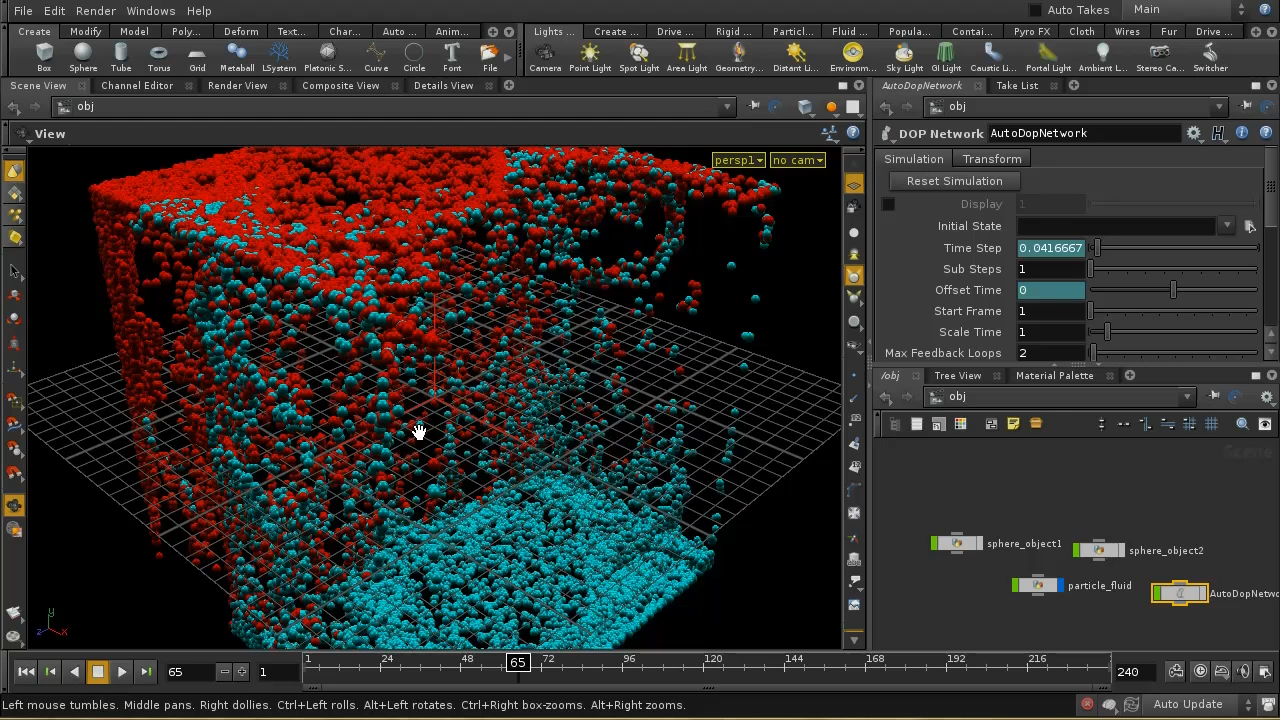 File Edit Render Windows Help
Auto Takes Main
Create Modify Model Poly... Deform Text... Char... Auto ... Anim...
Lights ... Create ... Drive ... Rigid ... Particl... Fluid ... Popula... Contai... Pyro FX Cloth Wires Fur Drive ...
Box Sphere Tube Torus Grid Metaball LSystem Platonic S... Curve Circle Font File
Camera Point Light Spot Light Area Light Geometry... Distant Li... Environ... Sky Light GI Light Caustic Li... Portal Light Ambient L... Stereo Ca... Switcher
Scene View Channel Editor Render View Composite View Details View
AutoDopNetwork Take List
obj
obj
View
DOP Network AutoDopNetwork
persp1 no cam
Simulation Transform
Reset Simulation
Display 1
Initial State
Time Step 0.0416667
Sub Steps 1
Offset Time 0
Start Frame 1
Scale Time 1
Max Feedback Loops 2
/obj Tree View Material Palette
obj
Scene
sphere_object1
sphere_object2
particle_fluid
AutoDopNetwo
y
z x
65 1
1 24 48 65 72 96 120 144 168 192 216
240
Left mouse tumbles. Middle pans. Right dollies. Ctrl+Left rolls. Alt+Left rotates. Ctrl+Right box-zooms. Alt+Right zooms.
Auto Update